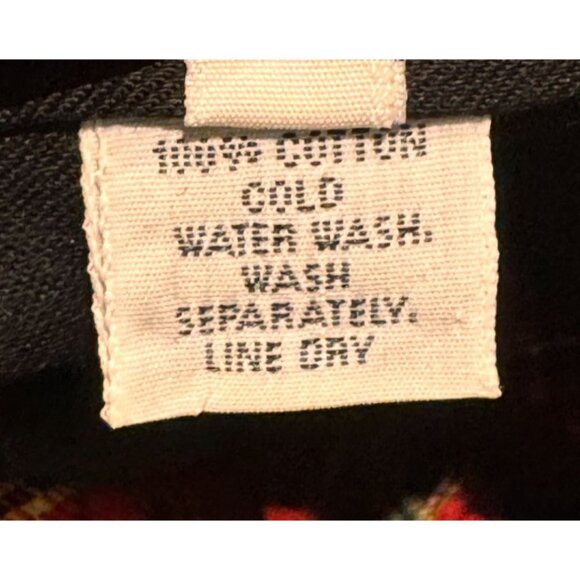 100% COTTON
COLD
WATER WASH.
WASH
SEPARATELY.
LINE DRY